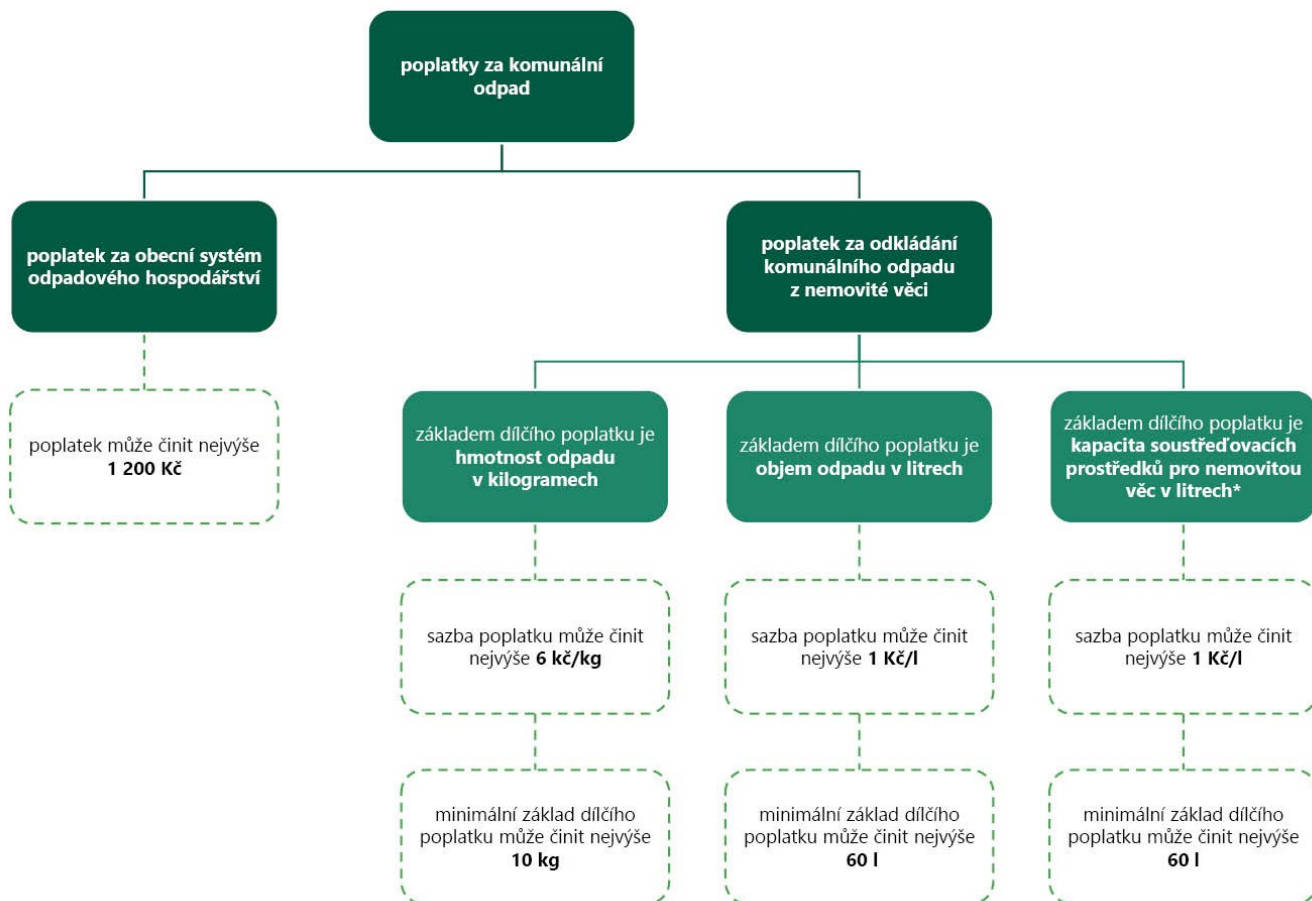 poplatky za komunální
odpad
poplatek za obecní systém
odpadového hospodářství
poplatek za odkládání
komunálního odpadu
z nemovité věci
poplatek může činit nejvýše
1 200 Kč
základem dílčího poplatku je
hmotnost odpadu
v kilogramech
základem dílčího poplatku je
objem odpadu v litrech
základem dílčího poplatku je
kapacita soustřeďovacích
prostředků pro nemovitou
věc v litrech*
sazba poplatku může činit
nejvýše 6 kč/kg
sazba poplatku může činit
nejvýše 1 Kč/l
sazba poplatku může činit
nejvýše 1 Kč/l
minimální základ dílčího
poplatku může činit nejvýše
10 kg
minimální základ dílčího
poplatku může činit nejvýše
60 l
minimální základ dílčího
poplatku může činit nejvýše
60 l